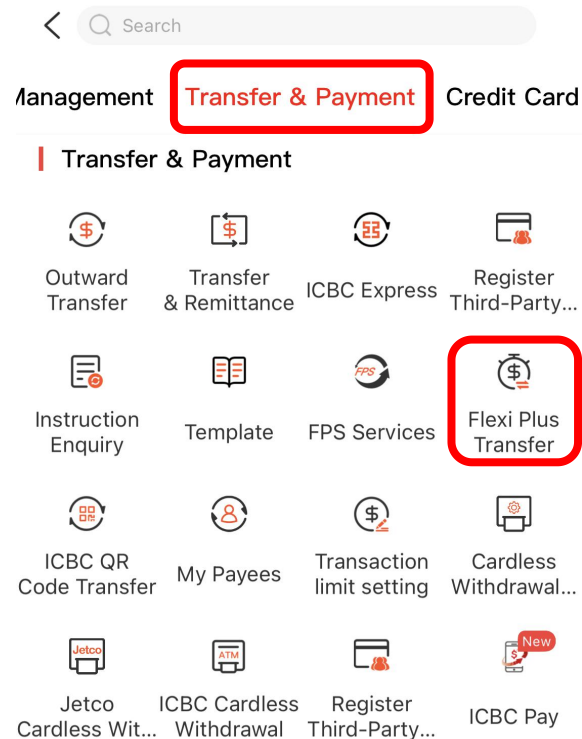 Search
Management Transfer & Payment Credit Card
Transfer & Payment
Outward
Transfer
Transfer
& Remittance
ICBC Express
Register
Third-Party...
FPS
Instruction
Enquiry
Template
FPS Services
Flexi Plus
Transfer
ICBC QR
Code Transfer
My Payees
Transaction
limit setting
Cardless
Withdrawal...
Jetco
ATM
New
Jetco
Cardless Wit...
ICBC Cardless
Withdrawal
Register
Third-Party...
ICBC Pay